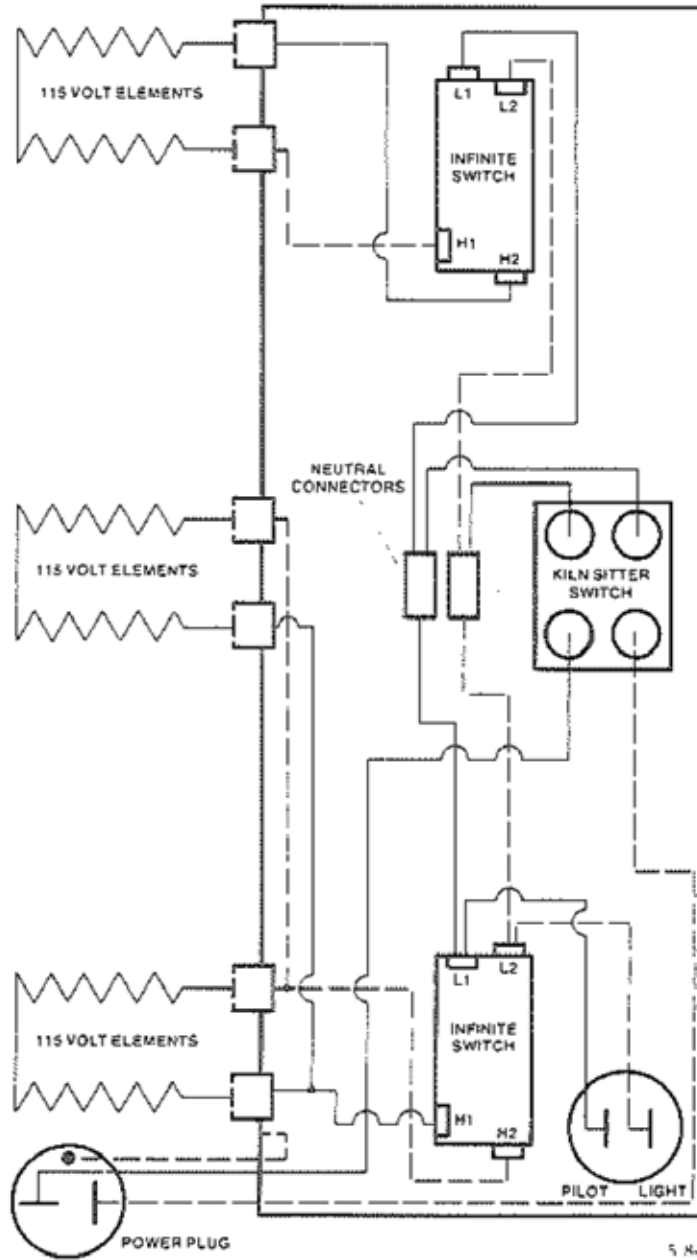 115 VOLT ELEMENTS
L1
L2
INFINITE
SWITCH
H1
H2
NEUTRAL
CONNECTORS
115 VOLT ELEMENTS
KILN SITTER
SWITCH
L1
L2
115 VOLT ELEMENTS
INFINITE
SWITCH
H1
H2
PILOT LIGHT
POWER PLUG